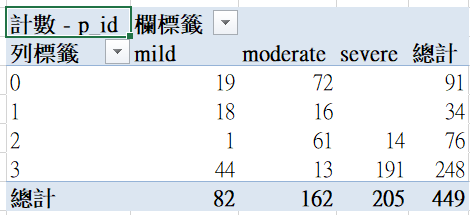 計數 - p_id 欄標籤
列標籤 mild moderate severe 總計
0 19 72 91
1 18 16 34
2 1 61 14 76
3 44 13 191 248
總計 82 162 205 449